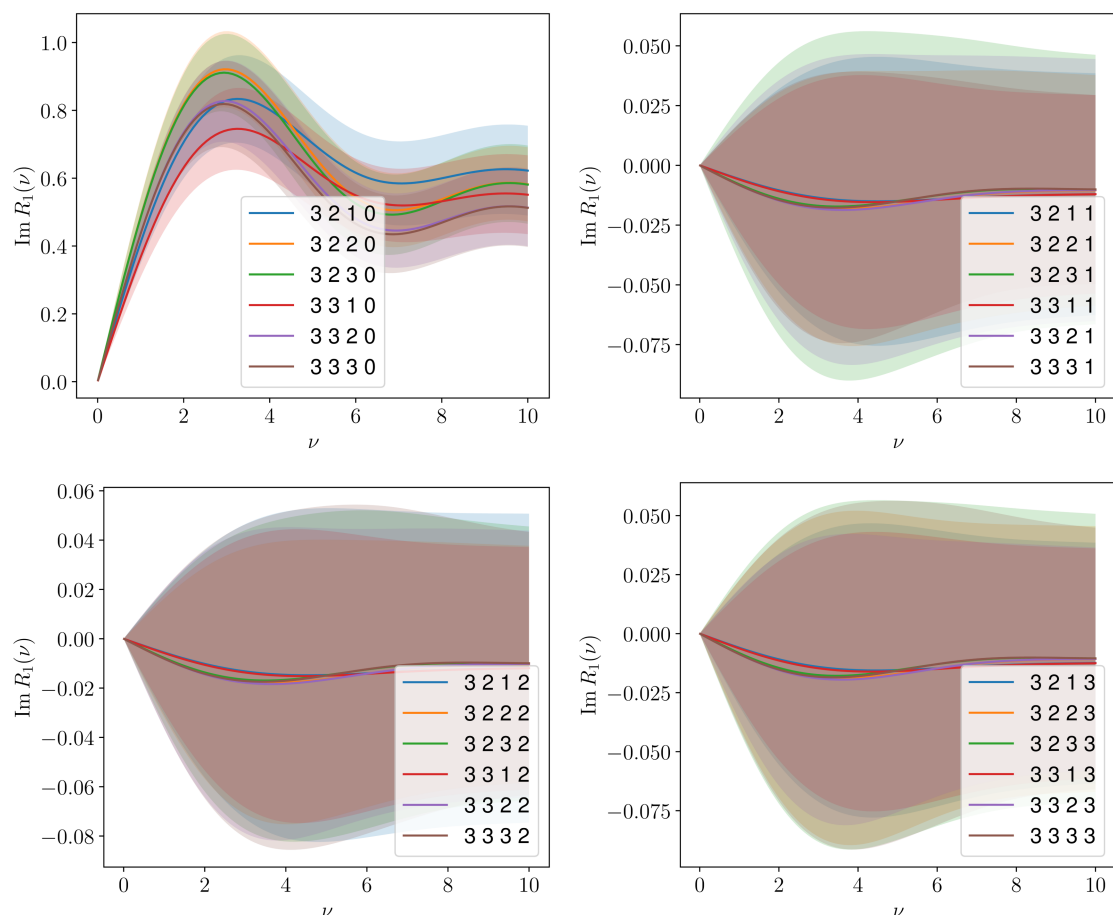 1.0
0.8
0.6
0.4
0.2
0.0
Im R₁(ν)
0 2 4 6 8 10
ν
3 2 1 0
3 2 2 0
3 2 3 0
3 3 1 0
3 3 2 0
3 3 3 0
0.050
0.025
0.000
−0.025
−0.050
−0.075
Im R₁(ν)
0 2 4 6 8 10
ν
3 2 1 1
3 2 2 1
3 2 3 1
3 3 1 1
3 3 2 1
3 3 3 1
0.06
0.04
0.02
0.00
−0.02
−0.04
−0.06
−0.08
Im R₁(ν)
0 2 4 6 8 10
ν
3 2 1 2
3 2 2 2
3 2 3 2
3 3 1 2
3 3 2 2
3 3 3 2
0.050
0.025
0.000
−0.025
−0.050
−0.075
Im R₁(ν)
0 2 4 6 8 10
ν
3 2 1 3
3 2 2 3
3 2 3 3
3 3 1 3
3 3 2 3
3 3 3 3